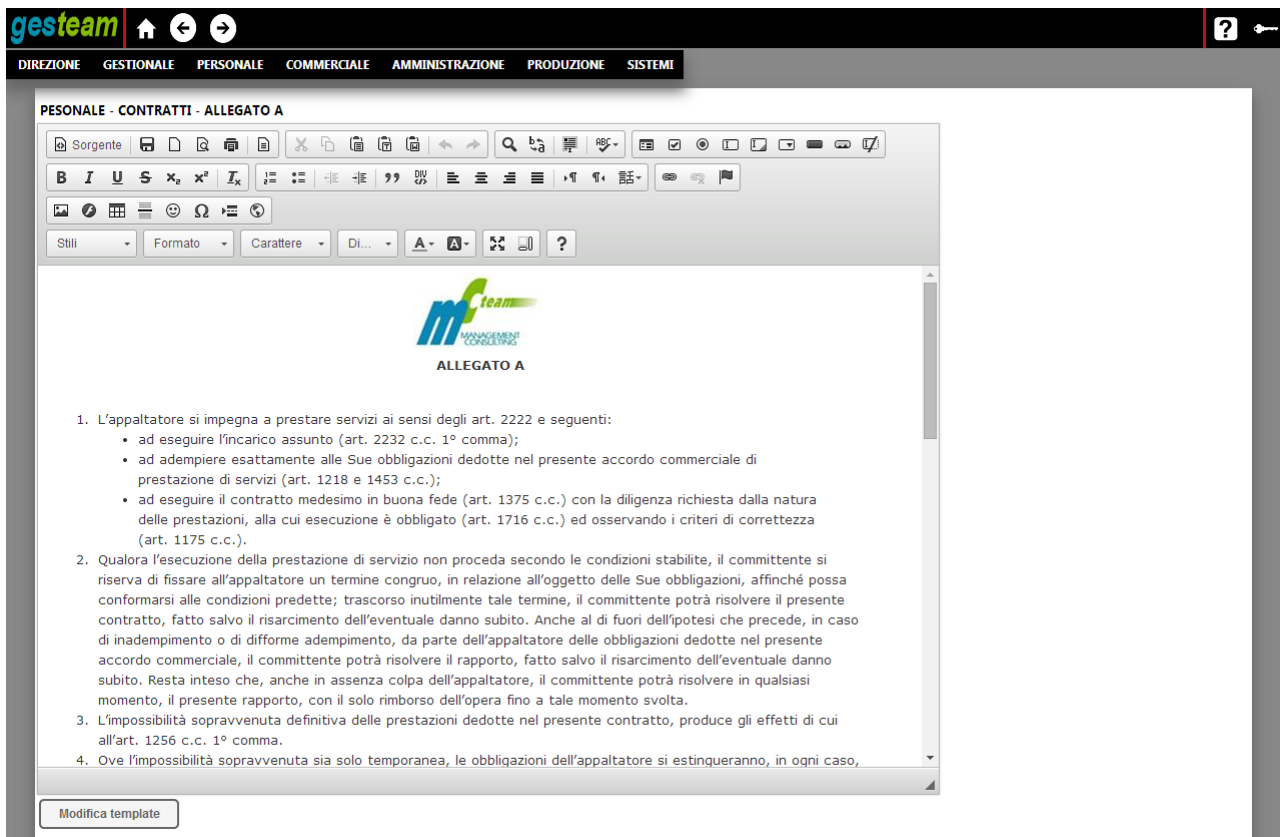 gesteam
?
DIREZIONE GESTIONALE PERSONALE COMMERCIALE AMMINISTRAZIONE PRODUZIONE SISTEMI
PESONALE - CONTRATTI - ALLEGATO A
Sorgente ABC
B I U S x₂ x² Iₓ ” DIV 話
Ω
Stili Formato Carattere Di... A A ?
mc team
MANAGEMENT
CONSULTING
ALLEGATO A
1. L'appaltatore si impegna a prestare servizi ai sensi degli art. 2222 e seguenti:
• ad eseguire l'incarico assunto (art. 2232 c.c. 1° comma);
• ad adempiere esattamente alle Sue obbligazioni dedotte nel presente accordo commerciale di
prestazione di servizi (art. 1218 e 1453 c.c.);
• ad eseguire il contratto medesimo in buona fede (art. 1375 c.c.) con la diligenza richiesta dalla natura
delle prestazioni, alla cui esecuzione è obbligato (art. 1716 c.c.) ed osservando i criteri di correttezza
(art. 1175 c.c.).
2. Qualora l'esecuzione della prestazione di servizio non proceda secondo le condizioni stabilite, il committente si
riserva di fissare all'appaltatore un termine congruo, in relazione all'oggetto delle Sue obbligazioni, affinché possa
conformarsi alle condizioni predette; trascorso inutilmente tale termine, il committente potrà risolvere il presente
contratto, fatto salvo il risarcimento dell'eventuale danno subito. Anche al di fuori dell'ipotesi che precede, in caso
di inadempimento o di difforme adempimento, da parte dell'appaltatore delle obbligazioni dedotte nel presente
accordo commerciale, il committente potrà risolvere il rapporto, fatto salvo il risarcimento dell'eventuale danno
subito. Resta inteso che, anche in assenza colpa dell'appaltatore, il committente potrà risolvere in qualsiasi
momento, il presente rapporto, con il solo rimborso dell'opera fino a tale momento svolta.
3. L'impossibilità sopravvenuta definitiva delle prestazioni dedotte nel presente contratto, produce gli effetti di cui
all'art. 1256 c.c. 1° comma.
4. Ove l'impossibilità sopravvenuta sia solo temporanea, le obbligazioni dell'appaltatore si estingueranno, in ogni caso,
Modifica template